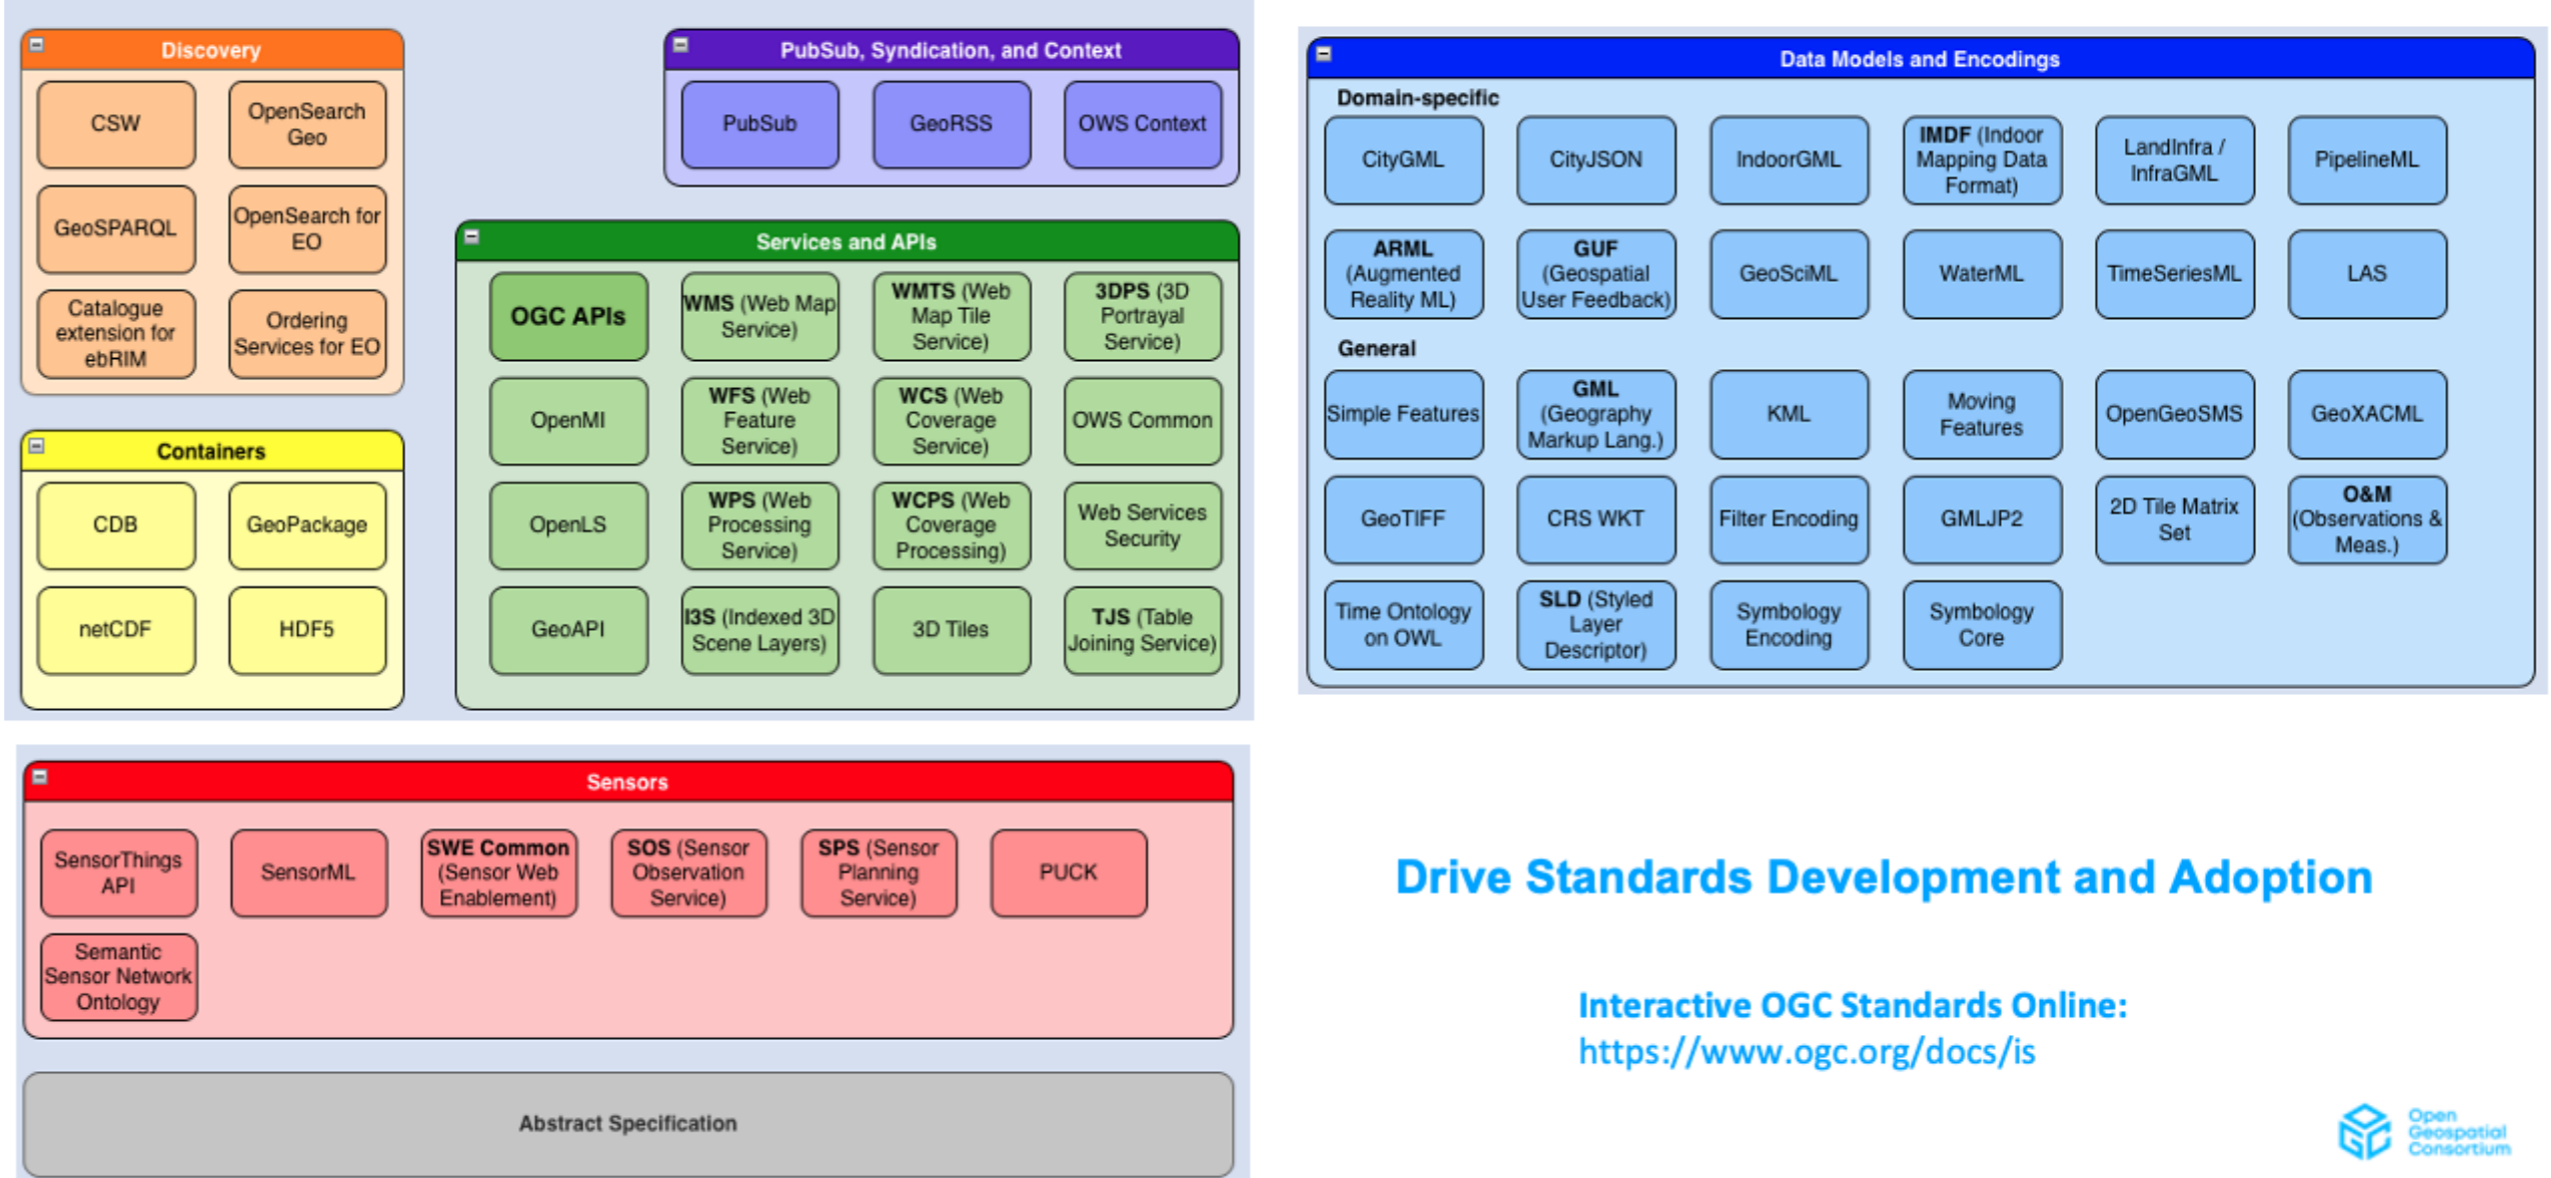 Discovery
CSW
OpenSearch
Geo
GeoSPARQL
OpenSearch for
EO
Catalogue
extension for
ebRIM
Ordering
Services for EO
Containers
CDB
GeoPackage
netCDF
HDF5
PubSub, Syndication, and Context
PubSub
GeoRSS
OWS Context
Services and APIs
OGC APIs
WMS (Web Map
Service)
WMTS (Web
Map Tile
Service)
3DPS (3D
Portrayal
Service)
OpenMI
WFS (Web
Feature
Service)
WCS (Web
Coverage
Service)
OWS Common
OpenLS
WPS (Web
Processing
Service)
WCPS (Web
Coverage
Processing)
Web Services
Security
GeoAPI
I3S (Indexed 3D
Scene Layers)
3D Tiles
TJS (Table
Joining Service)
Data Models and Encodings
Domain-specific
CityGML
CityJSON
IndoorGML
IMDF (Indoor
Mapping Data
Format)
LandInfra /
InfraGML
PipelineML
ARML
(Augmented
Reality ML)
GUF
(Geospatial
User Feedback)
GeoSciML
WaterML
TimeSeriesML
LAS
General
Simple Features
GML
(Geography
Markup Lang.)
KML
Moving
Features
OpenGeoSMS
GeoXACML
GeoTIFF
CRS WKT
Filter Encoding
GMLJP2
2D Tile Matrix
Set
O&M
(Observations &
Meas.)
Time Ontology
on OWL
SLD (Styled
Layer
Descriptor)
Symbology
Encoding
Symbology
Core
Sensors
SensorThings
API
SensorML
SWE Common
(Sensor Web
Enablement)
SOS (Sensor
Observation
Service)
SPS (Sensor
Planning
Service)
PUCK
Semantic
Sensor Network
Ontology
Abstract Specification
Drive Standards Development and Adoption
Interactive OGC Standards Online:
https://www.ogc.org/docs/is
OGC
Open
Geospatial
Consortium